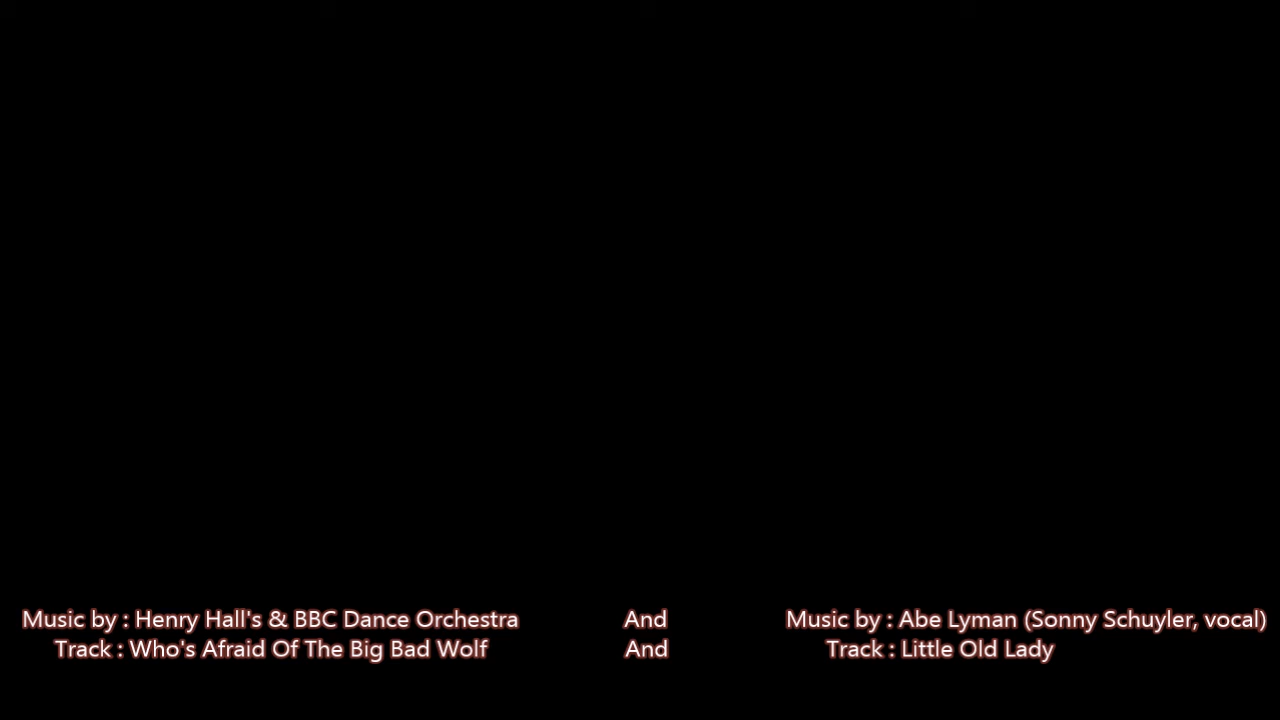 Music by : Henry Hall's & BBC Dance Orchestra And Music by : Abe Lyman (Sonny Schuyler, vocal)
Track : Who's Afraid Of The Big Bad Wolf And Track : Little Old Lady